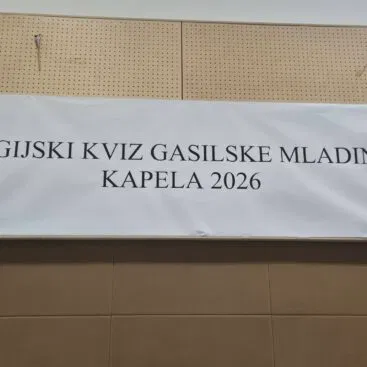 GIJSKI KVIZ GASILSKE MLADIN
KAPELA 2026